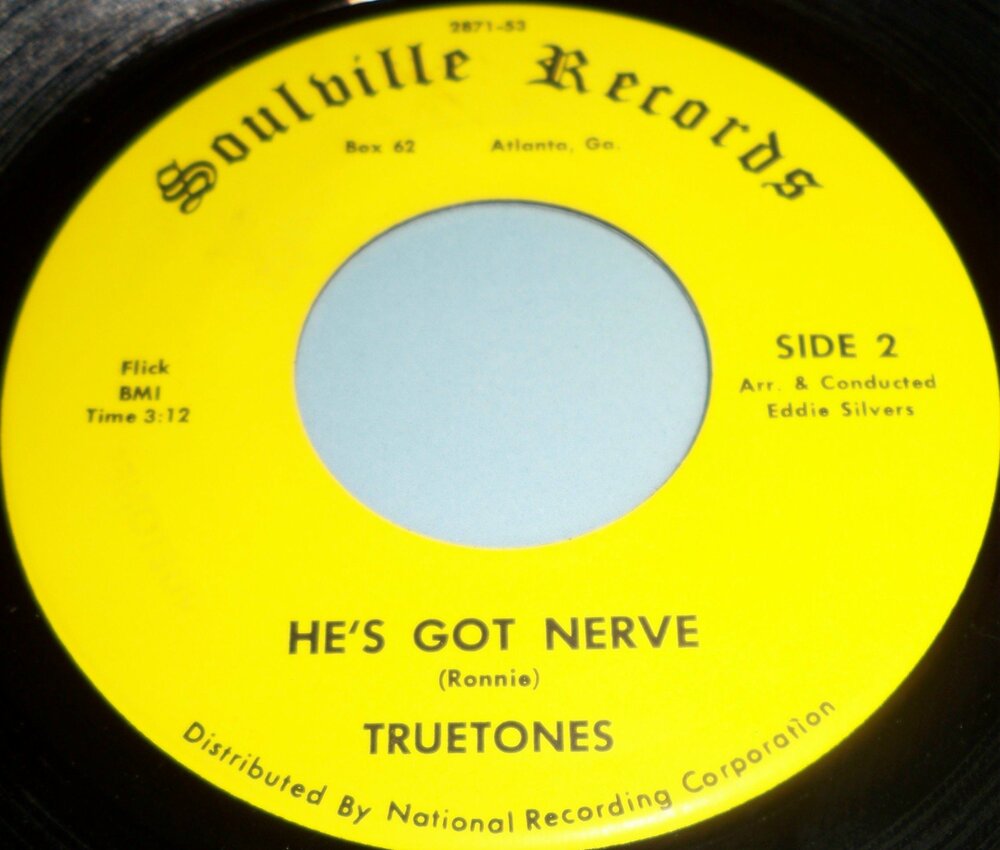 2871-53
Soulville Records
Box 62 Atlanta, Ga.
Flick
BMI
Time 3:12
SIDE 2
Arr. & Conducted
Eddie Silvers
HE'S GOT NERVE
(Ronnie)
TRUETONES
Distributed By National Recording Corporation